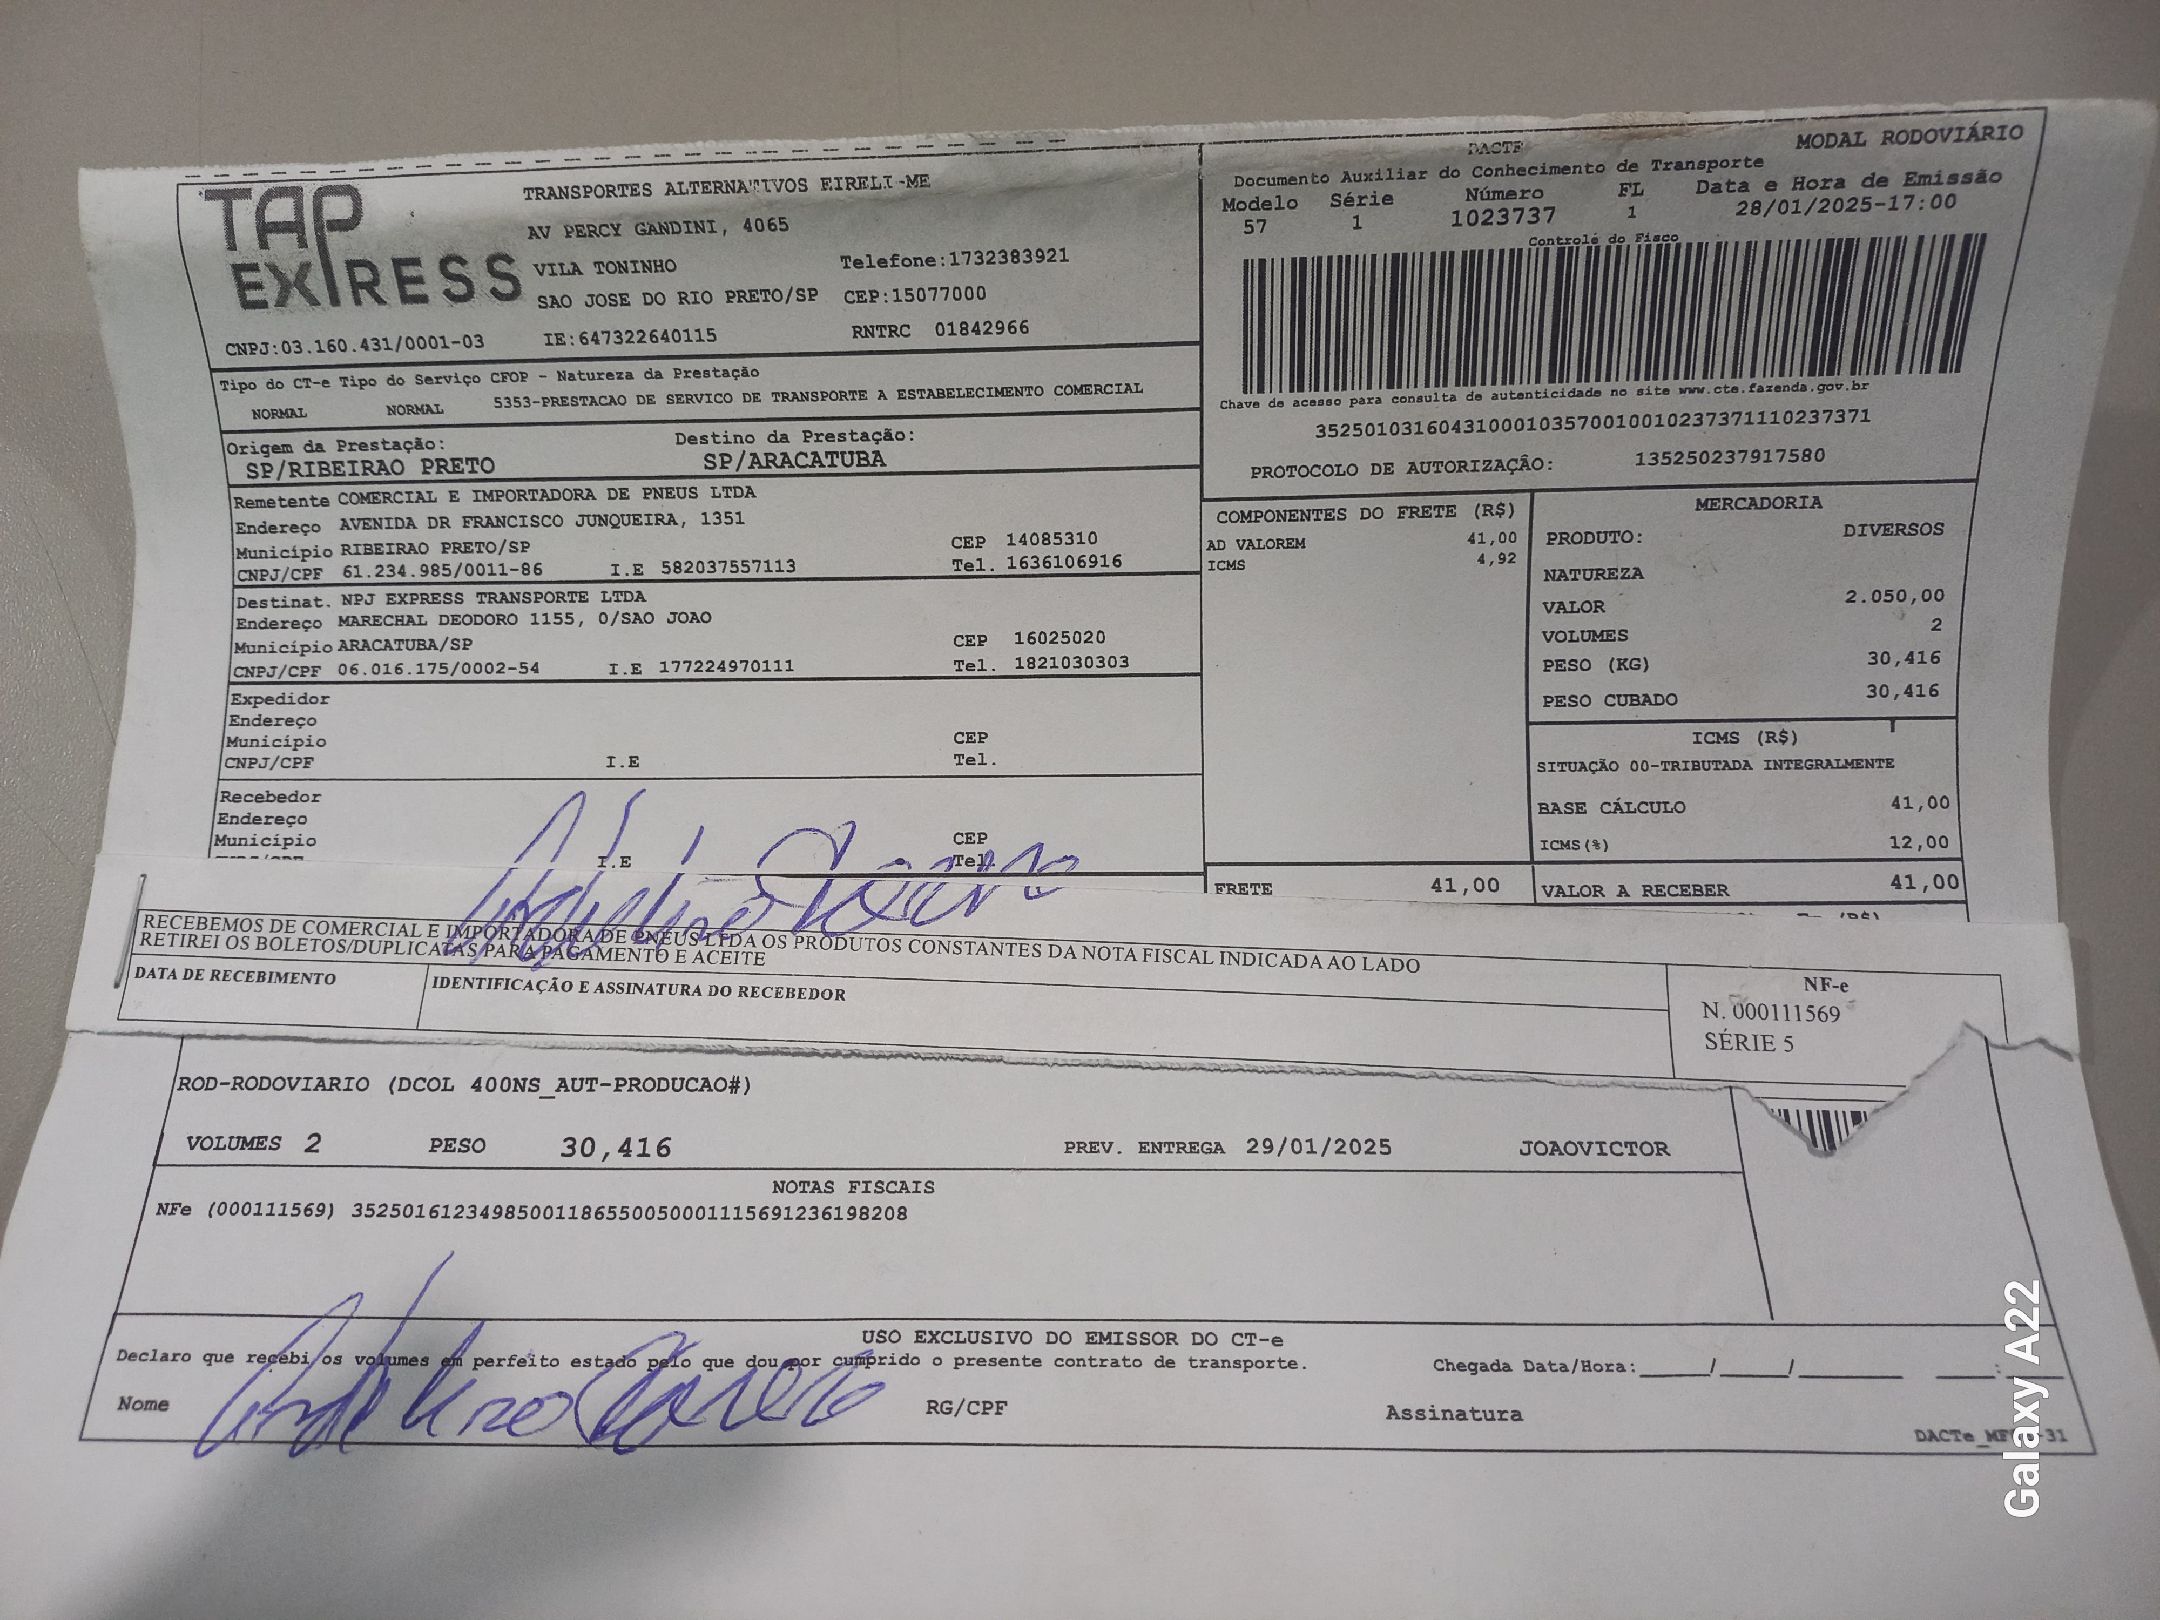 TAP EXPRESS
TRANSPORTES ALTERNATIVOS EIRELI-ME
AV PERCY GANDINI, 4065
VILA TONINHO Telefone:1732383921
SAO JOSE DO RIO PRETO/SP CEP:15077000
CNPJ:03.160.431/0001-03 IE:647322640115 RNTRC 01842966
DACTE MODAL RODOVIÁRIO
Documento Auxiliar do Conhecimento de Transporte
Modelo Série Número FL Data e Hora de Emissão
57 1 1023737 1 28/01/2025-17:00
Controle do Fisco
Chave de acesso para consulta de autenticidade no site www.cte.fazenda.gov.br
35250103160431000103570010010237371110237371
PROTOCOLO DE AUTORIZAÇÃO: 135250237917580
Tipo do CT-e Tipo do Serviço CFOP - Natureza da Prestação
NORMAL NORMAL 5353-PRESTACAO DE SERVICO DE TRANSPORTE A ESTABELECIMENTO COMERCIAL
Origem da Prestação: Destino da Prestação:
SP/RIBEIRAO PRETO SP/ARACATUBA
Remetente COMERCIAL E IMPORTADORA DE PNEUS LTDA
Endereço AVENIDA DR FRANCISCO JUNQUEIRA, 1351
Município RIBEIRAO PRETO/SP CEP 14085310
CNPJ/CPF 61.234.985/0011-86 I.E 582037557113 Tel. 1636106916
Destinat. NPJ EXPRESS TRANSPORTE LTDA
Endereço MARECHAL DEODORO 1155, 0/SAO JOAO
Município ARACATUBA/SP CEP 16025020
CNPJ/CPF 06.016.175/0002-54 I.E 177224970111 Tel. 1821030303
Expedidor
Endereço
Município CEP
CNPJ/CPF I.E Tel.
Recebedor
Endereço
Município CEP
I.E Tel.
COMPONENTES DO FRETE (R$)
AD VALOREM 41,00
ICMS 4,92
FRETE 41,00
MERCADORIA
PRODUTO: DIVERSOS
NATUREZA
VALOR 2.050,00
VOLUMES 2
PESO (KG) 30,416
PESO CUBADO 30,416
ICMS (R$)
SITUAÇÃO 00-TRIBUTADA INTEGRALMENTE
BASE CÁLCULO 41,00
ICMS(%) 12,00
VALOR A RECEBER 41,00
RECEBEMOS DE COMERCIAL E IMPORTADORA DE PNEUS LTDA OS PRODUTOS CONSTANTES DA NOTA FISCAL INDICADA AO LADO
RETIREI OS BOLETOS/DUPLICATAS PARA PAGAMENTO E ACEITE
DATA DE RECEBIMENTO IDENTIFICAÇÃO E ASSINATURA DO RECEBEDOR
NF-e
N. 000111569
SÉRIE 5
ROD-RODOVIARIO (DCOL 400NS_AUT-PRODUCAO#)
VOLUMES 2 PESO 30,416 PREV. ENTREGA 29/01/2025 JOAOVICTOR
NOTAS FISCAIS
NFe (000111569) 35250161234985001186550050001115691236198208
USO EXCLUSIVO DO EMISSOR DO CT-e
Declaro que recebi os volumes em perfeito estado pelo que dou por cumprido o presente contrato de transporte. Chegada Data/Hora:____/____/______ ____:____
Nome RG/CPF Assinatura
Galaxy A22